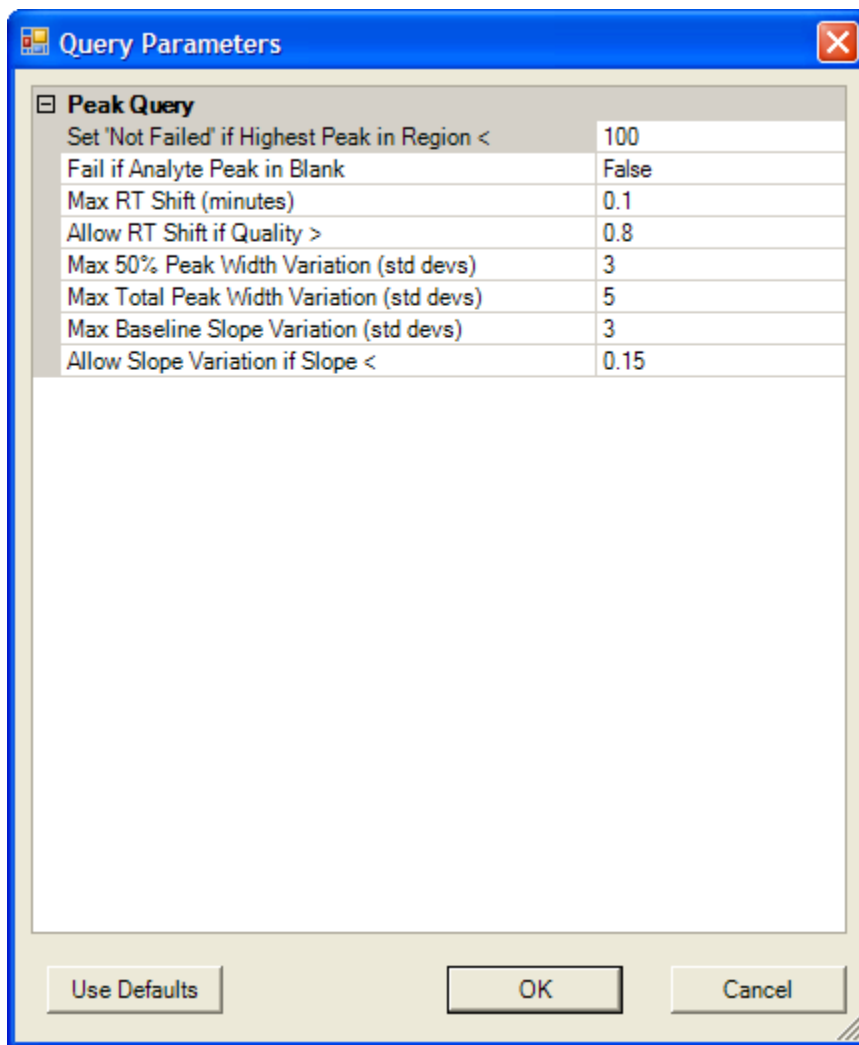 Query Parameters
Peak Query
Set 'Not Failed' if Highest Peak in Region < 100
Fail if Analyte Peak in Blank False
Max RT Shift (minutes) 0.1
Allow RT Shift if Quality > 0.8
Max 50% Peak Width Variation (std devs) 3
Max Total Peak Width Variation (std devs) 5
Max Baseline Slope Variation (std devs) 3
Allow Slope Variation if Slope < 0.15
Use Defaults OK Cancel